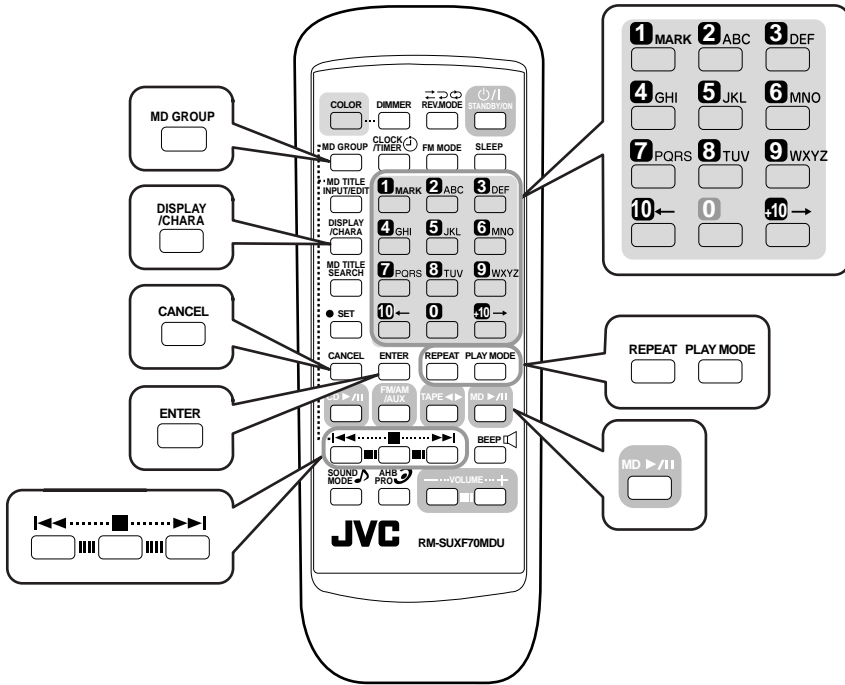 COLOR DIMMER REV.MODE STANDBY/ON
MD GROUP CLOCK/TIMER FM MODE SLEEP
MD TITLE INPUT/EDIT 1 MARK 2 ABC 3 DEF
DISPLAY/CHARA 4 GHI 5 JKL 6 MNO
MD TITLE SEARCH 7 PQRS 8 TUV 9 WXYZ
SET 10 0 +10
CANCEL ENTER REPEAT PLAY MODE
CD FM/AM/AUX TAPE MD
BEEP
SOUND MODE AHB PRO VOLUME
JVC RM-SUXF70MDU
MD GROUP
DISPLAY
/CHARA
CANCEL
ENTER
1 MARK 2 ABC 3 DEF
4 GHI 5 JKL 6 MNO
7 PQRS 8 TUV 9 WXYZ
10 0 +10
REPEAT PLAY MODE
MD